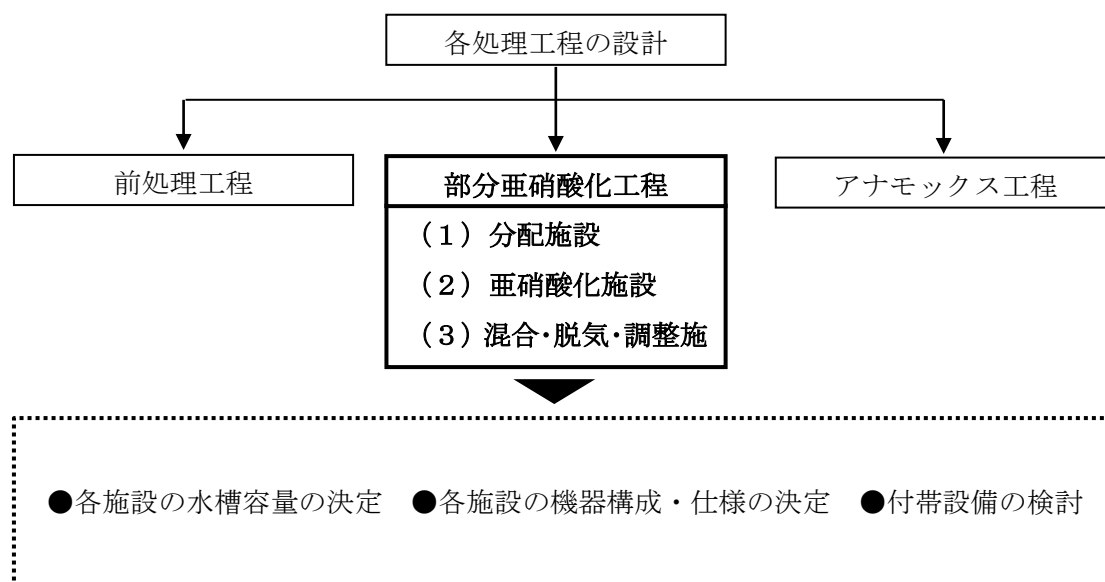 各処理工程の設計
前処理工程
部分亜硝酸化工程
アナモックス工程
（１）分配施設
（２）亜硝酸化施設
（３）混合･脱気･調整施
●各施設の水槽容量の決定　●各施設の機器構成・仕様の決定　●付帯設備の検討